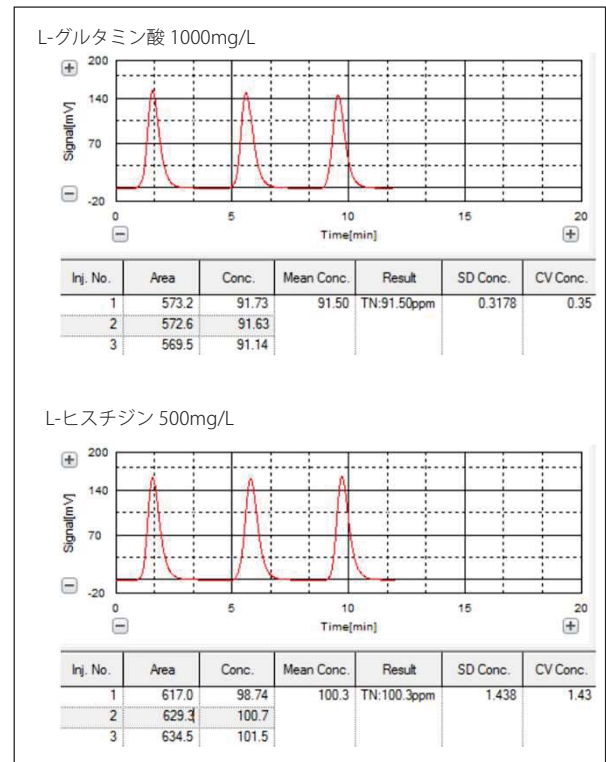 L-グルタミン酸 1000mg/L
200
140
70
-20
Signal[mV]
0 5 10 15 20
Time[min]
Inj. No. Area Conc. Mean Conc. Result SD Conc. CV Conc.
1 573.2 91.73 91.50 TN:91.50ppm 0.3178 0.35
2 572.6 91.63
3 569.5 91.14
L-ヒスチジン 500mg/L
200
140
70
-20
Signal[mV]
0 5 10 15 20
Time[min]
Inj. No. Area Conc. Mean Conc. Result SD Conc. CV Conc.
1 617.0 98.74 100.3 TN:100.3ppm 1.438 1.43
2 629.3 100.7
3 634.5 101.5